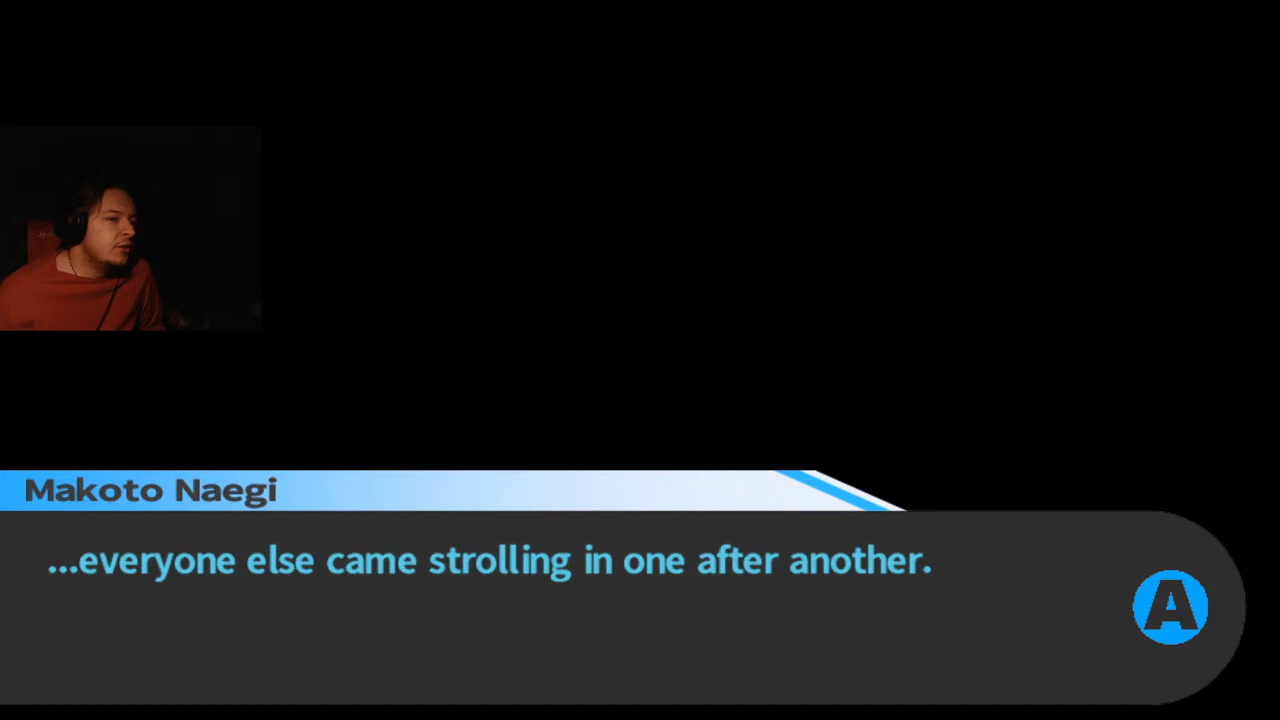 Makoto Naegi
...everyone else came strolling in one after another.
A